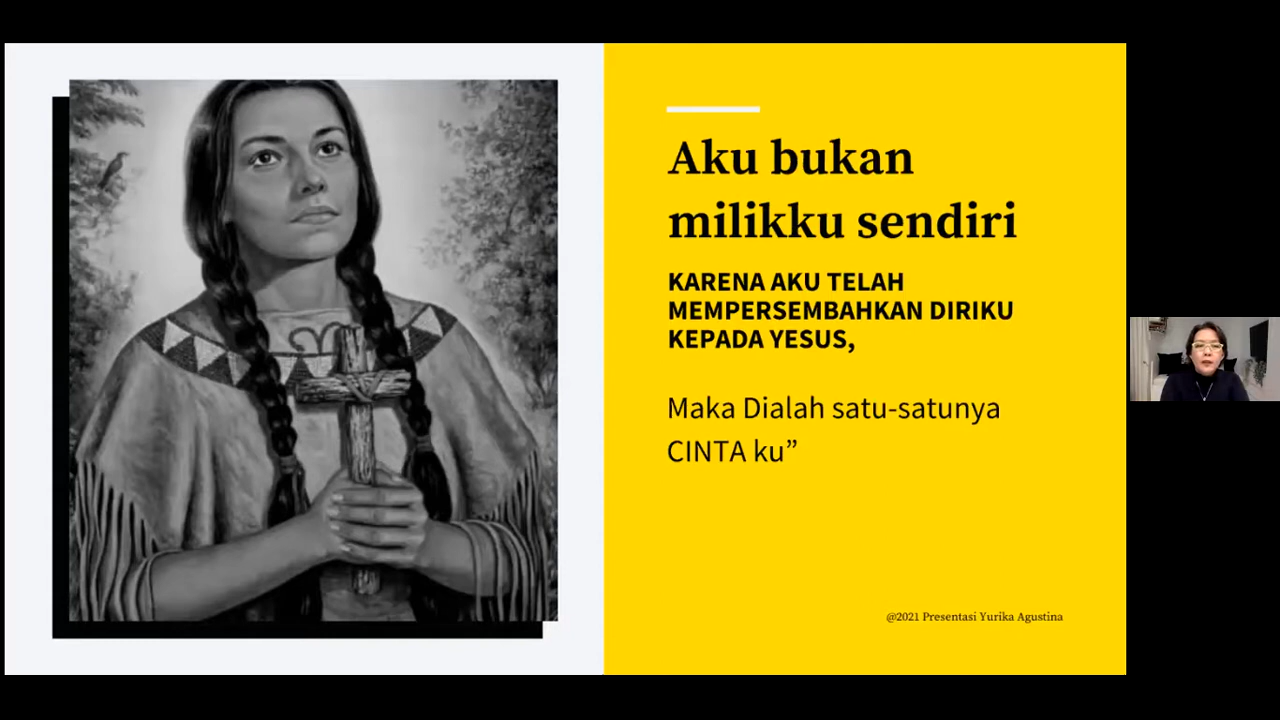 Aku bukan
milikku sendiri
KARENA AKU TELAH
MEMPERSEMBAHKAN DIRIKU
KEPADA YESUS,
Maka Dialah satu-satunya
CINTA ku”
@2021 Presentasi Yurika Agustina